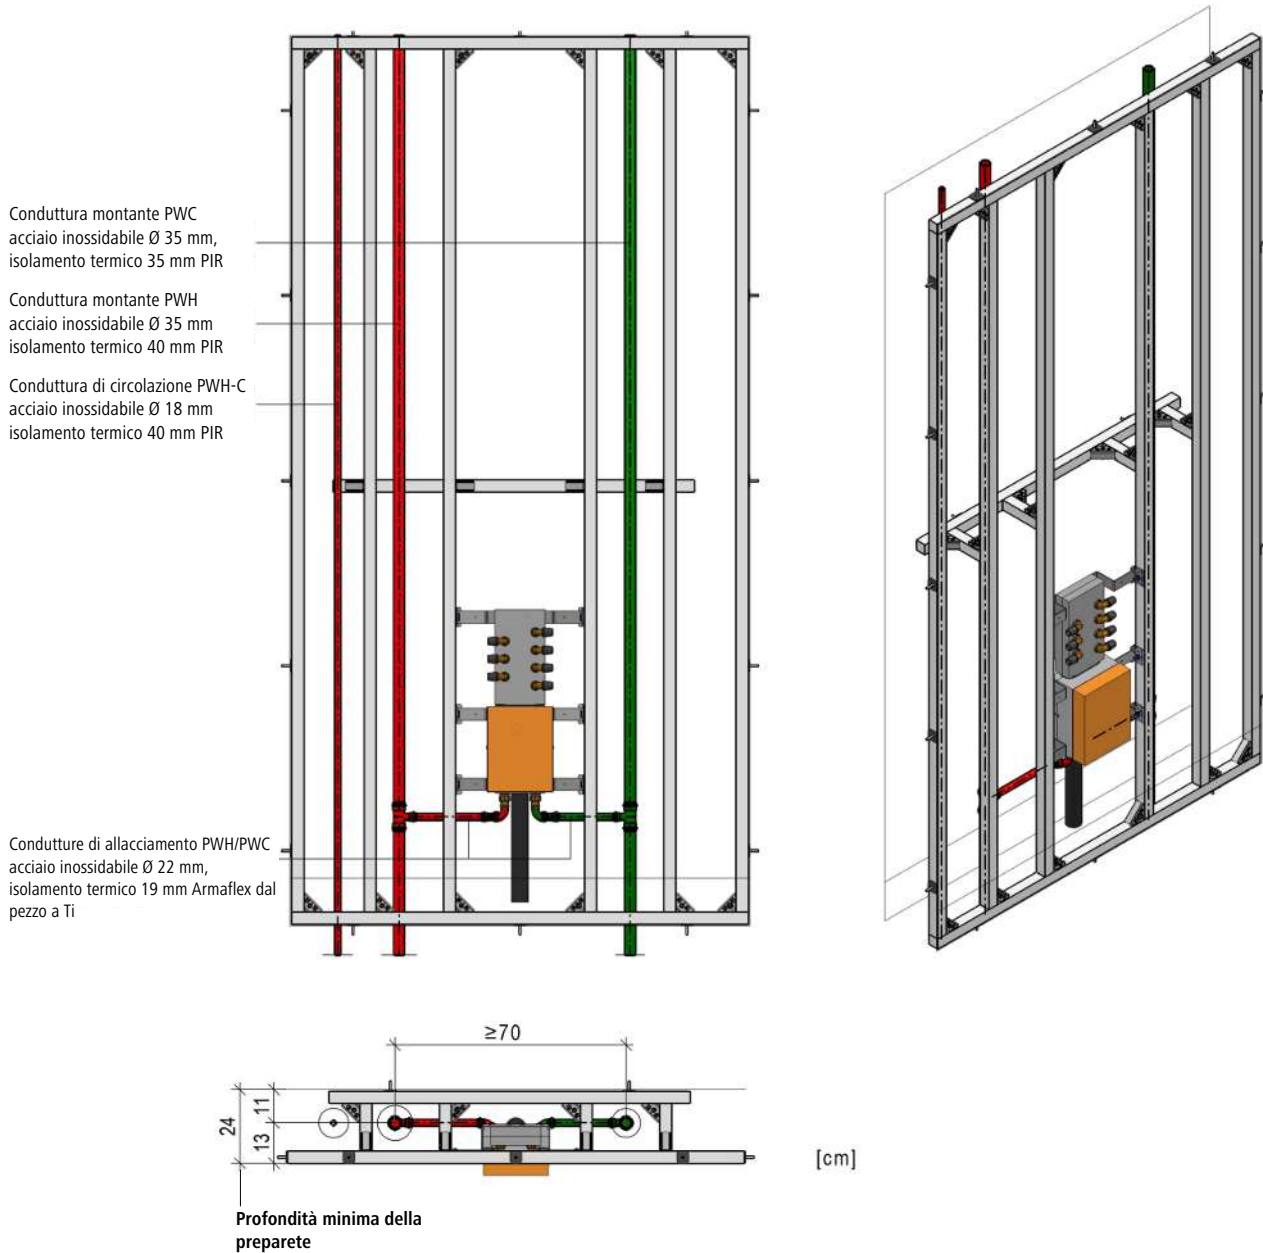 Conduttura montante PWC
acciaio inossidabile Ø 35 mm,
isolamento termico 35 mm PIR
Conduttura montante PWH
acciaio inossidabile Ø 35 mm
isolamento termico 40 mm PIR
Conduttura di circolazione PWH-C
acciaio inossidabile Ø 18 mm
isolamento termico 40 mm PIR
Condutture di allacciamento PWH/PWC
acciaio inossidabile Ø 22 mm,
isolamento termico 19 mm Armaflex dal
pezzo a Ti
≥70
24
11
13
[cm]
Profondità minima della
preparete